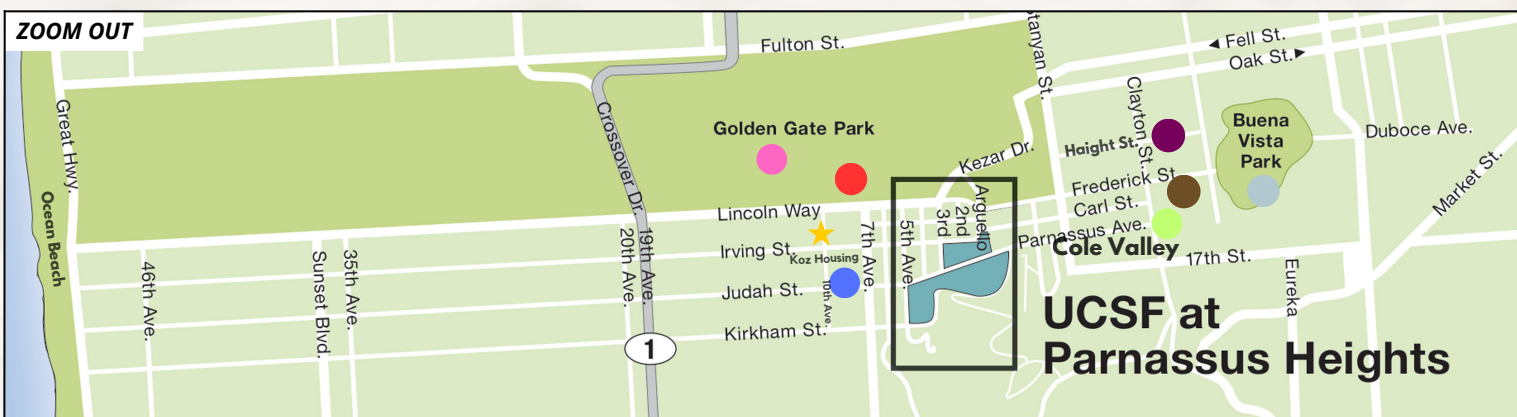 ZOOM OUT
Fulton St.
tanyan St.
◄ Fell St.
Oak St.►
Great Hwy.
Crossover Dr.
Golden Gate Park
Clayton St.
Buena
Vista
Park
Duboce Ave.
Haight St.
Kezar Dr.
Market St.
Frederick St
Carl St.
Ocean Beach
Lincoln Way
Arguello
2nd
3rd
5th Ave.
7th Ave.
Irving St.
Koz Housing
Parnassus Ave.
Cole Valley
17th St.
46th Ave.
Sunset Blvd.
35th Ave.
20th Ave.
19th Ave.
Judah St.
10th Ave.
Eureka
Kirkham St.
1
UCSF at
Parnassus Heights